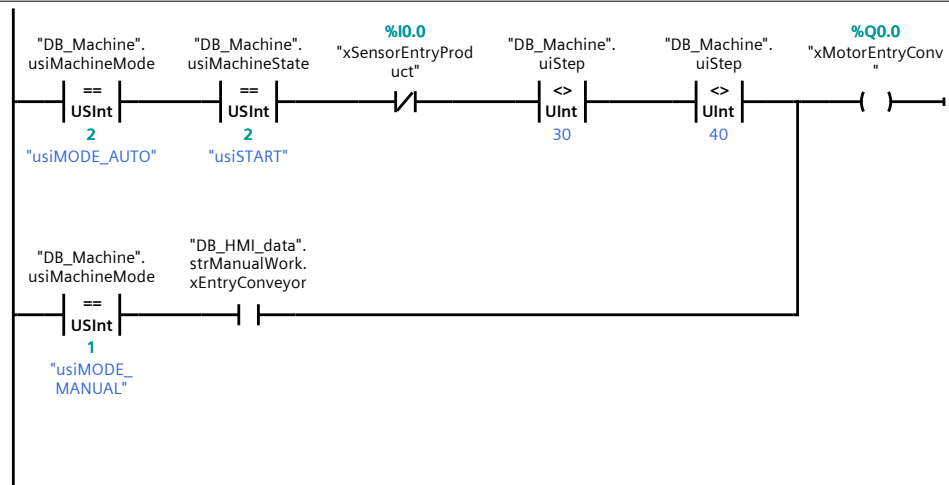 "DB_Machine".
usiMachineMode
==
USInt
2
"usiMODE_AUTO"
"DB_Machine".
usiMachineState
==
USInt
2
"usiSTART"
%I0.0
"xSensorEntryProd
uct"
"DB_Machine".
uiStep
<>
UInt
30
"DB_Machine".
uiStep
<>
UInt
40
%Q0.0
"xMotorEntryConv
"
"DB_Machine".
usiMachineMode
==
USInt
1
"usiMODE_
MANUAL"
"DB_HMI_data".
strManualWork.
xEntryConveyor